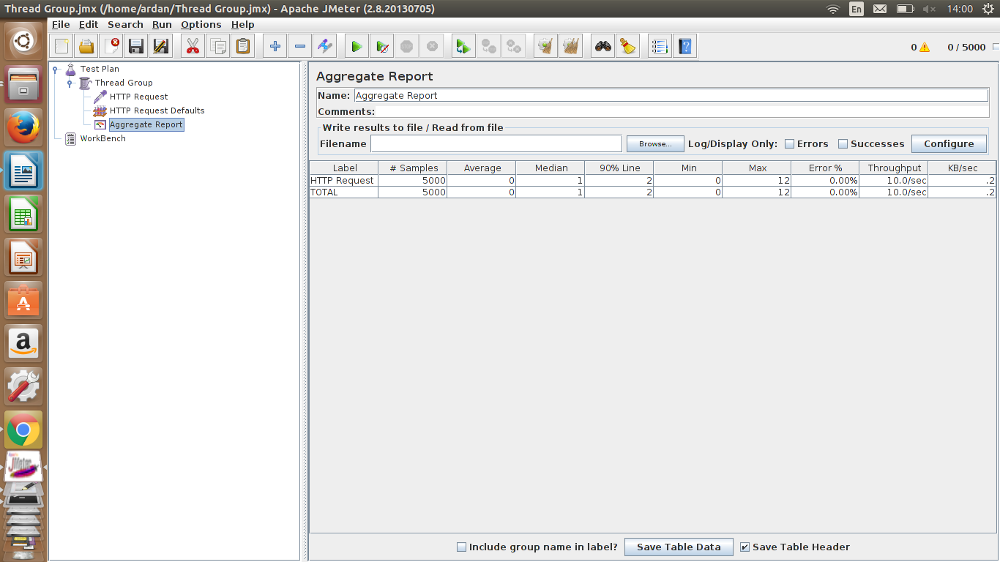 Thread Group.jmx (/home/ardan/Thread Group.jmx) - Apache JMeter (2.8.20130705)
En
14:00
File Edit Search Run Options Help
0
0 / 5000
Test Plan
Thread Group
HTTP Request
HTTP Request Defaults
Aggregate Report
WorkBench
Aggregate Report
Name: Aggregate Report
Comments:
Write results to file / Read from file
Filename Browse... Log/Display Only: Errors Successes Configure
Label # Samples Average Median 90% Line Min Max Error % Throughput KB/sec
HTTP Request 5000 0 1 2 0 12 0.00% 10.0/sec .2
TOTAL 5000 0 1 2 0 12 0.00% 10.0/sec .2
Include group name in label? Save Table Data Save Table Header
A
a
JMeter